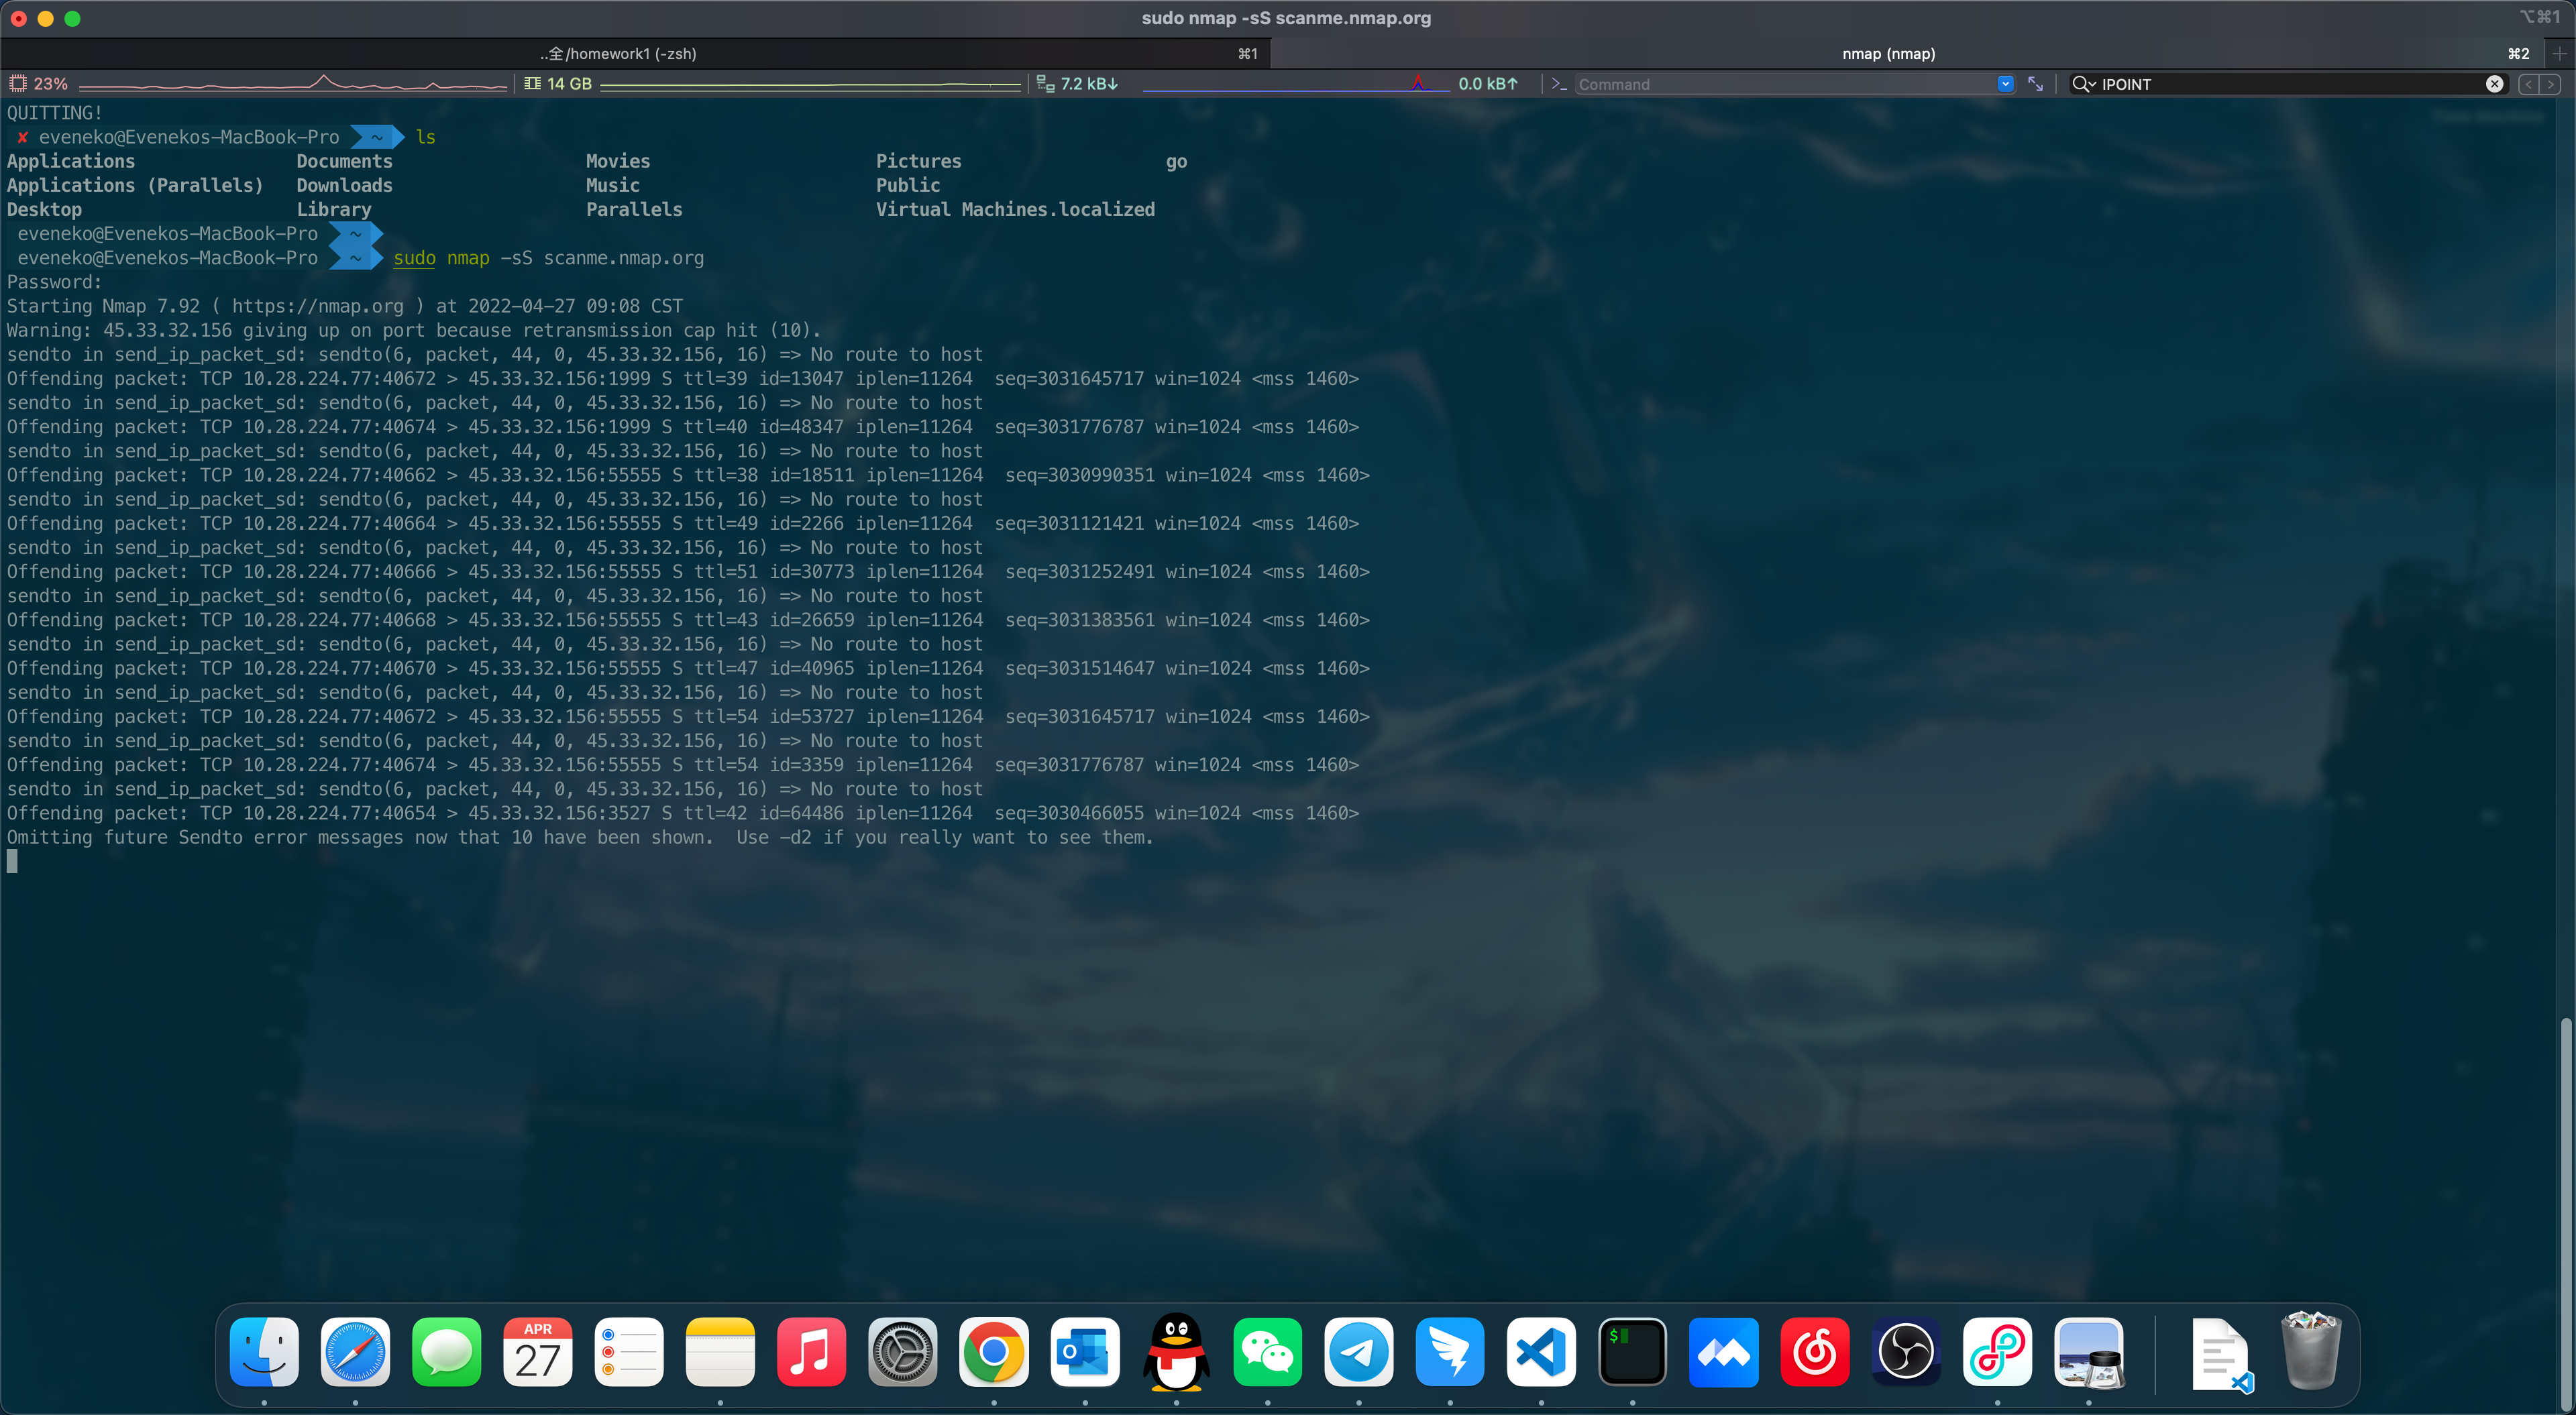 sudo nmap -sS scanme.nmap.org
⌥⌘1
..全/homework1 (-zsh) ⌘1
nmap (nmap) ⌘2
23% 14 GB 7.2 kB↓ 0.0 kB↑ Command IPOINT
QUITTING!
✘ eveneko@Evenekos-MacBook-Pro ~ ls
Applications Documents Movies Pictures go
Applications (Parallels) Downloads Music Public
Desktop Library Parallels Virtual Machines.localized
eveneko@Evenekos-MacBook-Pro ~
eveneko@Evenekos-MacBook-Pro ~ sudo nmap -sS scanme.nmap.org
Password:
Starting Nmap 7.92 ( https://nmap.org ) at 2022-04-27 09:08 CST
Warning: 45.33.32.156 giving up on port because retransmission cap hit (10).
sendto in send_ip_packet_sd: sendto(6, packet, 44, 0, 45.33.32.156, 16) => No route to host
Offending packet: TCP 10.28.224.77:40672 > 45.33.32.156:1999 S ttl=39 id=13047 iplen=11264  seq=3031645717 win=1024 <mss 1460>
sendto in send_ip_packet_sd: sendto(6, packet, 44, 0, 45.33.32.156, 16) => No route to host
Offending packet: TCP 10.28.224.77:40674 > 45.33.32.156:1999 S ttl=40 id=48347 iplen=11264  seq=3031776787 win=1024 <mss 1460>
sendto in send_ip_packet_sd: sendto(6, packet, 44, 0, 45.33.32.156, 16) => No route to host
Offending packet: TCP 10.28.224.77:40662 > 45.33.32.156:55555 S ttl=38 id=18511 iplen=11264  seq=3030990351 win=1024 <mss 1460>
sendto in send_ip_packet_sd: sendto(6, packet, 44, 0, 45.33.32.156, 16) => No route to host
Offending packet: TCP 10.28.224.77:40664 > 45.33.32.156:55555 S ttl=49 id=2266 iplen=11264  seq=3031121421 win=1024 <mss 1460>
sendto in send_ip_packet_sd: sendto(6, packet, 44, 0, 45.33.32.156, 16) => No route to host
Offending packet: TCP 10.28.224.77:40666 > 45.33.32.156:55555 S ttl=51 id=30773 iplen=11264  seq=3031252491 win=1024 <mss 1460>
sendto in send_ip_packet_sd: sendto(6, packet, 44, 0, 45.33.32.156, 16) => No route to host
Offending packet: TCP 10.28.224.77:40668 > 45.33.32.156:55555 S ttl=43 id=26659 iplen=11264  seq=3031383561 win=1024 <mss 1460>
sendto in send_ip_packet_sd: sendto(6, packet, 44, 0, 45.33.32.156, 16) => No route to host
Offending packet: TCP 10.28.224.77:40670 > 45.33.32.156:55555 S ttl=47 id=40965 iplen=11264  seq=3031514647 win=1024 <mss 1460>
sendto in send_ip_packet_sd: sendto(6, packet, 44, 0, 45.33.32.156, 16) => No route to host
Offending packet: TCP 10.28.224.77:40672 > 45.33.32.156:55555 S ttl=54 id=53727 iplen=11264  seq=3031645717 win=1024 <mss 1460>
sendto in send_ip_packet_sd: sendto(6, packet, 44, 0, 45.33.32.156, 16) => No route to host
Offending packet: TCP 10.28.224.77:40674 > 45.33.32.156:55555 S ttl=54 id=3359 iplen=11264  seq=3031776787 win=1024 <mss 1460>
sendto in send_ip_packet_sd: sendto(6, packet, 44, 0, 45.33.32.156, 16) => No route to host
Offending packet: TCP 10.28.224.77:40654 > 45.33.32.156:3527 S ttl=42 id=64486 iplen=11264  seq=3030466055 win=1024 <mss 1460>
Omitting future Sendto error messages now that 10 have been shown.  Use -d2 if you really want to see them.
APR
27
$